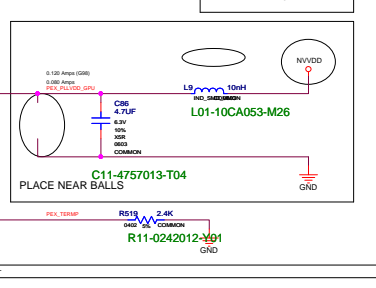 0.120 Amps (G98)
0.080 Amps
PEX_PLLVDD_GPU
NVVDD
L9 10nH
COMMON
L01-10CA053-M26
C86
4.7UF
6.3V
10%
X5R
0603
COMMON
C11-4757013-T04
PLACE NEAR BALLS
GND
PEX_TERMP
R519 2.4K
0402 5% COMMON
R11-0242012-Y01
GND